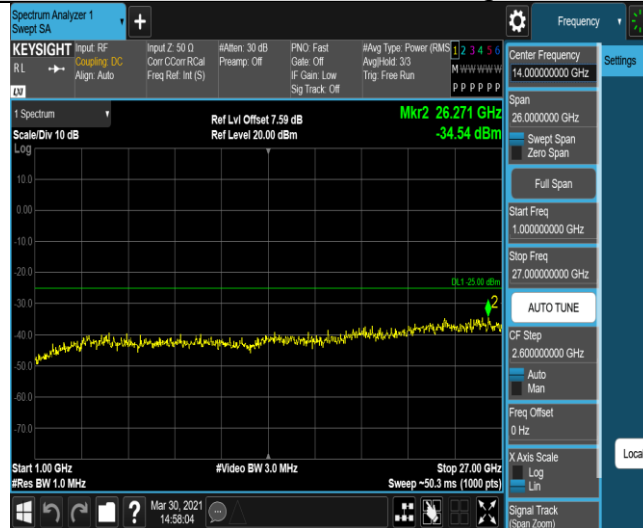 Spectrum Analyzer 1
Swept SA
Frequency
KEYSIGHT
RL
LXI
Input: RF
Coupling: DC
Align: Auto
Input Z: 50 Ω
Corr CCorr RCal
Freq Ref: Int (S)
#Atten: 30 dB
Preamp: Off
PNO: Fast
Gate: Off
IF Gain: Low
Sig Track: Off
#Avg Type: Power (RMS
Avg|Hold: 3/3
Trig: Free Run
1 2 3 4 5 6
M W W W W W
P P P P P P
1 Spectrum
Scale/Div 10 dB
Log
Ref Lvl Offset 7.59 dB
Ref Level 20.00 dBm
Mkr2 26.271 GHz
-34.54 dBm
10.0
0.00
-10.0
-20.0
DL1 -25.00 dBm
-30.0
2
-40.0
-50.0
-60.0
-70.0
Start 1.00 GHz
#Res BW 1.0 MHz
#Video BW 3.0 MHz
Stop 27.00 GHz
Sweep ~50.3 ms (1000 pts)
Mar 30, 2021
14:58:04
Center Frequency
14.000000000 GHz
Settings
Span
26.0000000 GHz
Swept Span
Zero Span
Full Span
Start Freq
1.000000000 GHz
Stop Freq
27.000000000 GHz
AUTO TUNE
CF Step
2.600000000 GHz
Auto
Man
Freq Offset
0 Hz
X Axis Scale
Log
Lin
Loca
Signal Track
(Span Zoom)